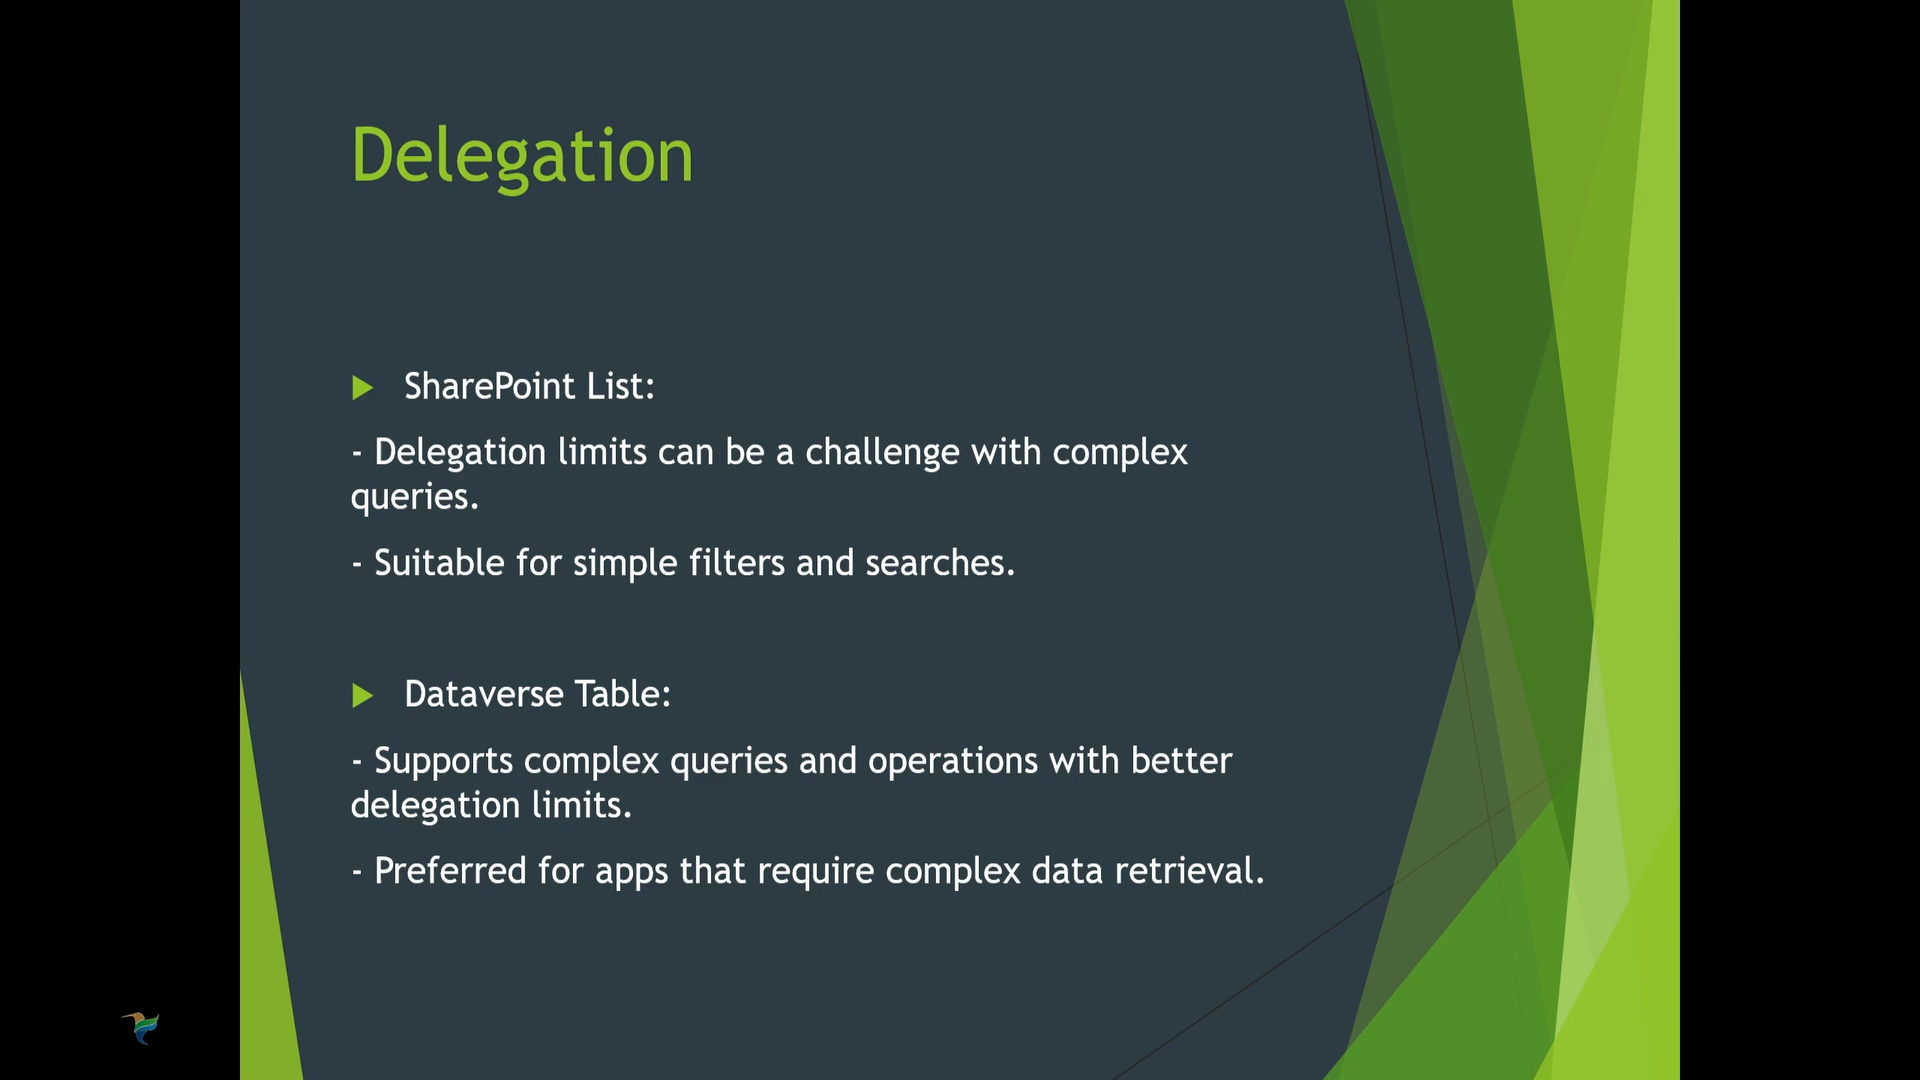 Delegation
SharePoint List:
- Delegation limits can be a challenge with complex
queries.
- Suitable for simple filters and searches.
Dataverse Table:
- Supports complex queries and operations with better
delegation limits.
- Preferred for apps that require complex data retrieval.